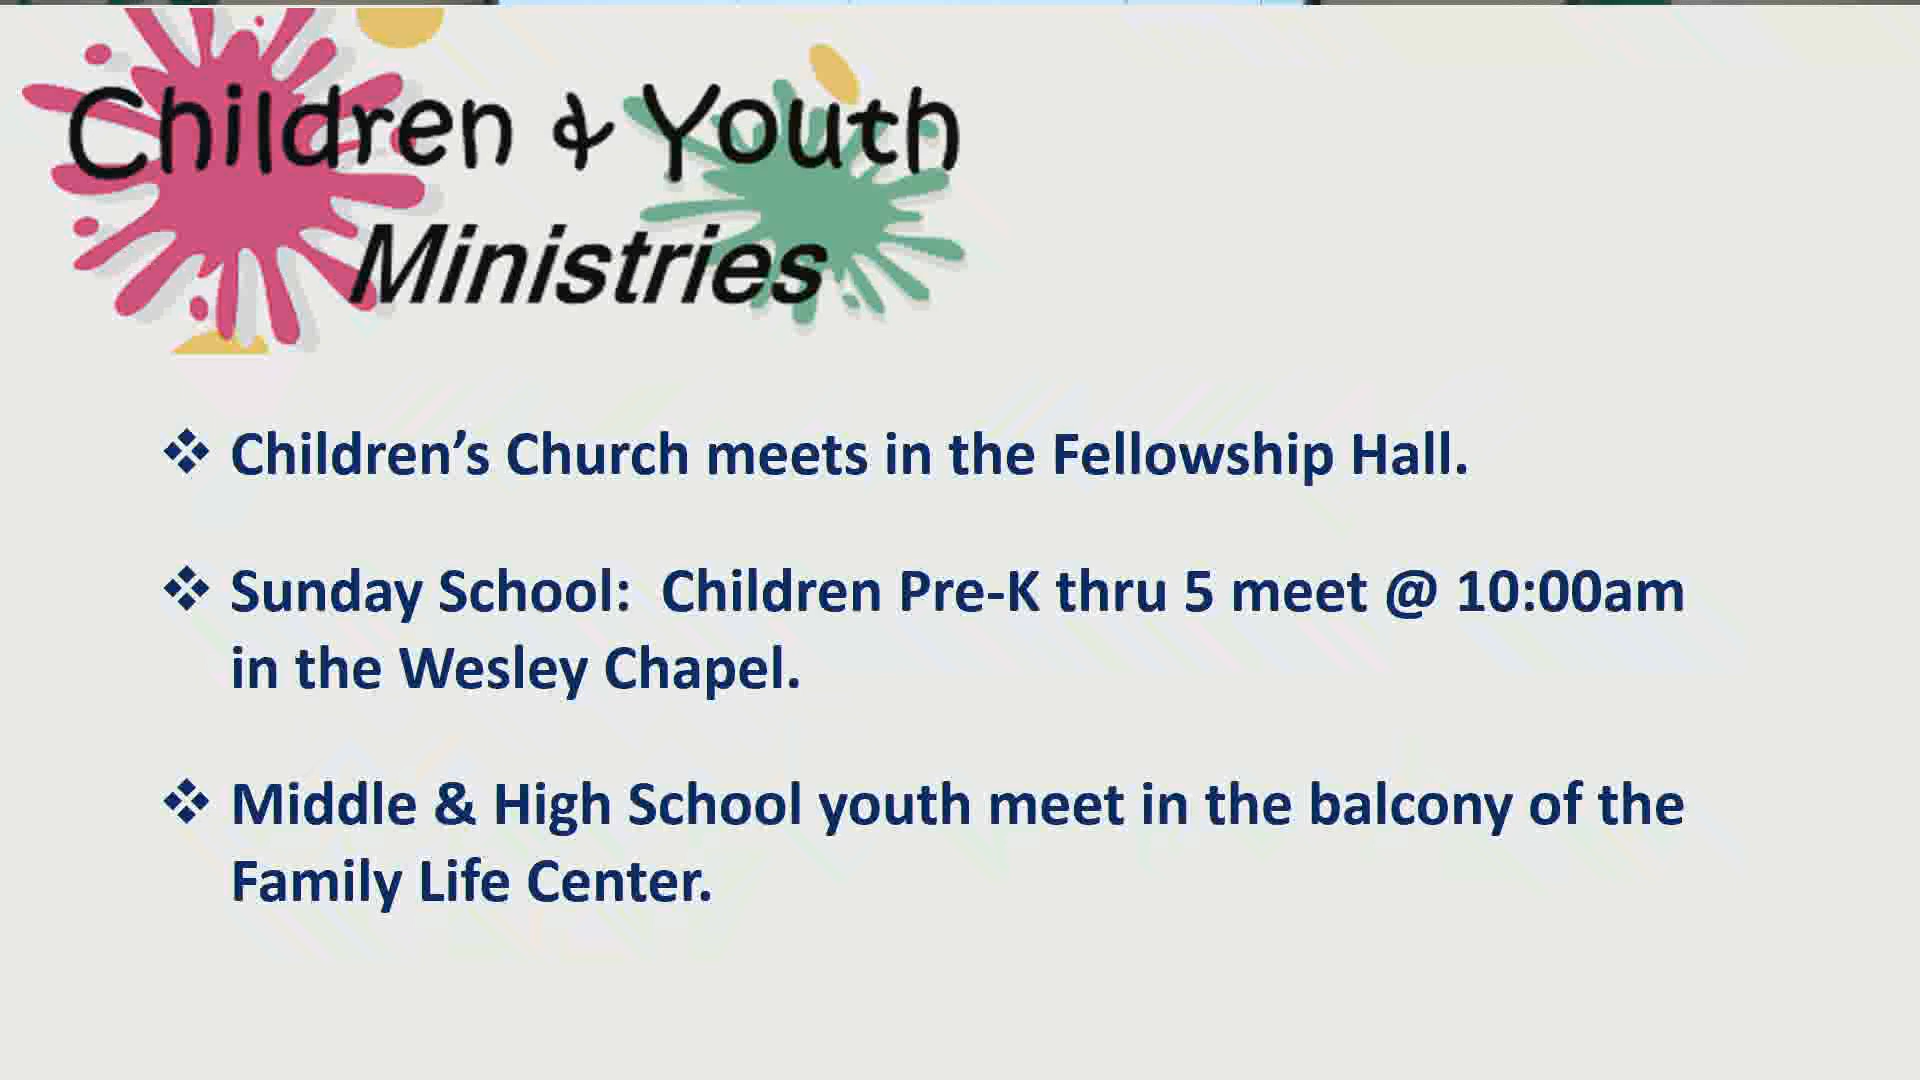 Children & Youth
Ministries
❖ Children’s Church meets in the Fellowship Hall.
❖ Sunday School:  Children Pre-K thru 5 meet @ 10:00am
in the Wesley Chapel.
❖ Middle & High School youth meet in the balcony of the
Family Life Center.